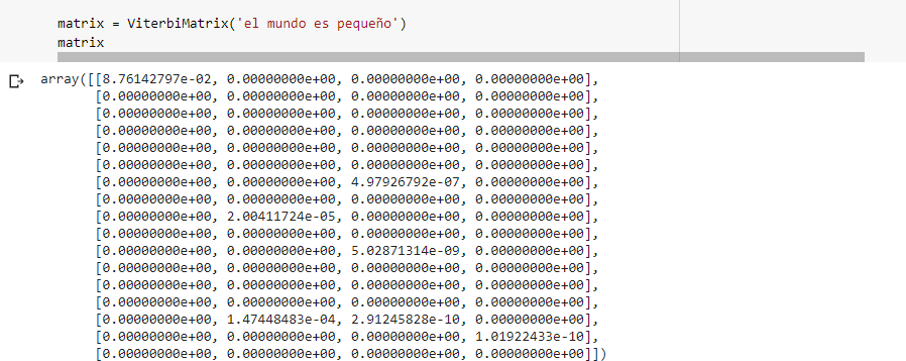 matrix = ViterbiMatrix('el mundo es pequeño')
matrix
array([[8.76142797e-02, 0.00000000e+00, 0.00000000e+00, 0.00000000e+00],
[0.00000000e+00, 0.00000000e+00, 0.00000000e+00, 0.00000000e+00],
[0.00000000e+00, 0.00000000e+00, 0.00000000e+00, 0.00000000e+00],
[0.00000000e+00, 0.00000000e+00, 0.00000000e+00, 0.00000000e+00],
[0.00000000e+00, 0.00000000e+00, 0.00000000e+00, 0.00000000e+00],
[0.00000000e+00, 0.00000000e+00, 0.00000000e+00, 0.00000000e+00],
[0.00000000e+00, 0.00000000e+00, 4.97926792e-07, 0.00000000e+00],
[0.00000000e+00, 0.00000000e+00, 0.00000000e+00, 0.00000000e+00],
[0.00000000e+00, 2.00411724e-05, 0.00000000e+00, 0.00000000e+00],
[0.00000000e+00, 0.00000000e+00, 0.00000000e+00, 0.00000000e+00],
[0.00000000e+00, 0.00000000e+00, 5.02871314e-09, 0.00000000e+00],
[0.00000000e+00, 0.00000000e+00, 0.00000000e+00, 0.00000000e+00],
[0.00000000e+00, 0.00000000e+00, 0.00000000e+00, 0.00000000e+00],
[0.00000000e+00, 0.00000000e+00, 0.00000000e+00, 0.00000000e+00],
[0.00000000e+00, 1.47448483e-04, 2.91245828e-10, 0.00000000e+00],
[0.00000000e+00, 0.00000000e+00, 0.00000000e+00, 1.01922433e-10],
[0.00000000e+00, 0.00000000e+00, 0.00000000e+00, 0.00000000e+00]])